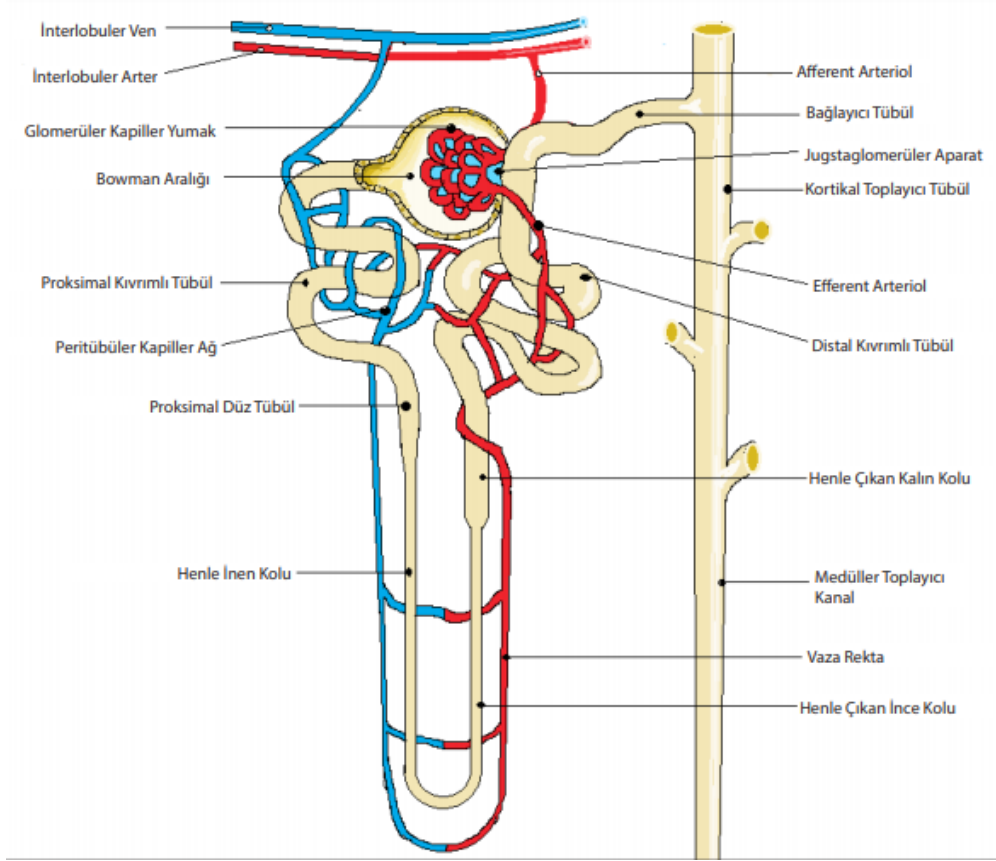 İnterlobuler Ven
İnterlobuler Arter
Glomerüler Kapiller Yumak
Bowman Aralığı
Proksimal Kıvrımlı Tübül
Peritübüler Kapiller Ağ
Proksimal Düz Tübül
Henle İnen Kolu
Afferent Arteriol
Bağlayıcı Tübül
Jugstaglomerüler Aparat
Kortikal Toplayıcı Tübül
Efferent Arteriol
Distal Kıvrımlı Tübül
Henle Çıkan Kalın Kolu
Medüller Toplayıcı
Kanal
Vaza Rekta
Henle Çıkan İnce Kolu